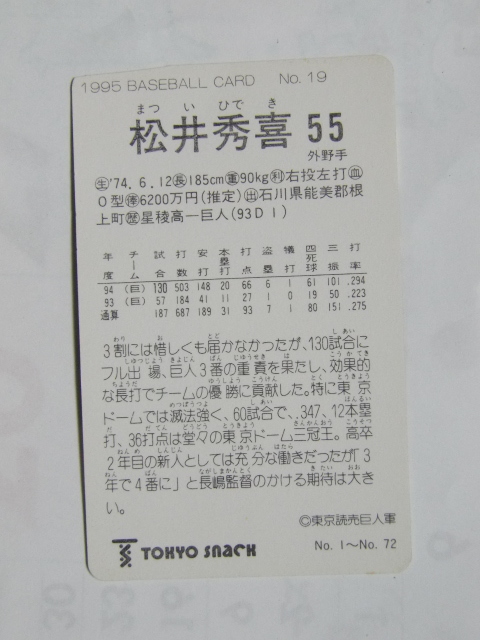 1995 BASEBALL CARD No. 19
まつ い ひで き
松井秀喜 55
外野手
生'74. 6. 12長185cm重90kg利右投左打血
O型俸6200万円(推定)出石川県能美郡根
上町歴星稜高一巨人(93D1)
年度 チーム 試合 打数 安打 本塁打 打点 盗塁 犠打 四死球 三振 打率
94 (巨) 130 503 148 20 66 6 1 61 101 .294
93 (巨) 57 184 41 11 27 1 0 19 50 .223
通算 187 687 189 31 93 7 1 80 151 .275
3割には惜しくも届かなかったが、130試合に
フル出場、巨人3番の重責を果たし、効果的
な長打でチームの優勝に貢献した。特に東京
ドームでは滅法強く、60試合で、.347、12本塁
打、36打点は堂々の東京ドーム三冠王。高卒
2年目の新人としては充分な働きだったが「3
年で4番に」と長嶋監督のかける期待は大き
い。
©東京読売巨人軍
TOKYO SNACK
No. 1〜No. 72